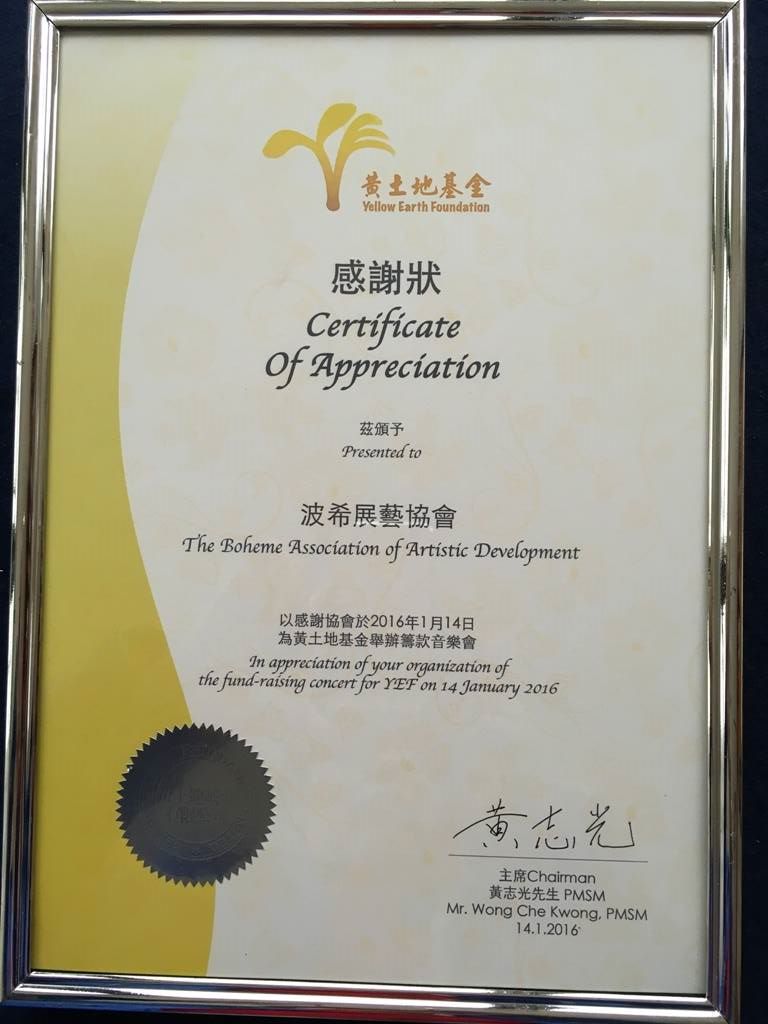 黃土地基金
Yellow Earth Foundation
感謝狀
Certificate
Of Appreciation
茲頒予
Presented to
波希展藝協會
The Boheme Association of Artistic Development
以感謝協會於2016年1月14日
為黃土地基金舉辦籌款音樂會
In appreciation of your organization of
the fund-raising concert for YEF on 14 January 2016
黃志光
主席Chairman
黃志光先生 PMSM
Mr. Wong Che Kwong, PMSM
14.1.2016